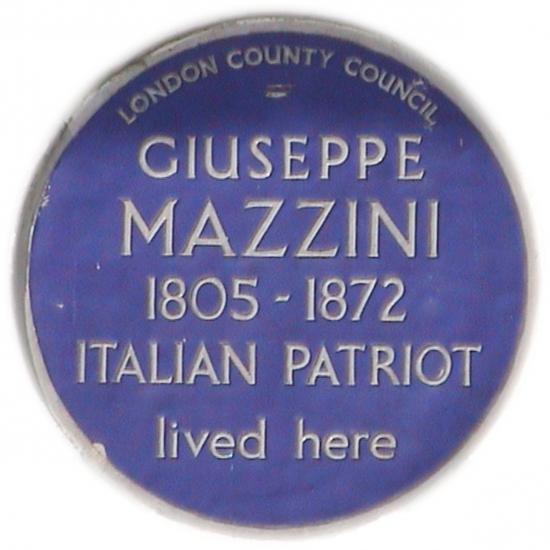 LONDON COUNTY COUNCIL
GIUSEPPE
MAZZINI
1805 - 1872
ITALIAN PATRIOT
lived here